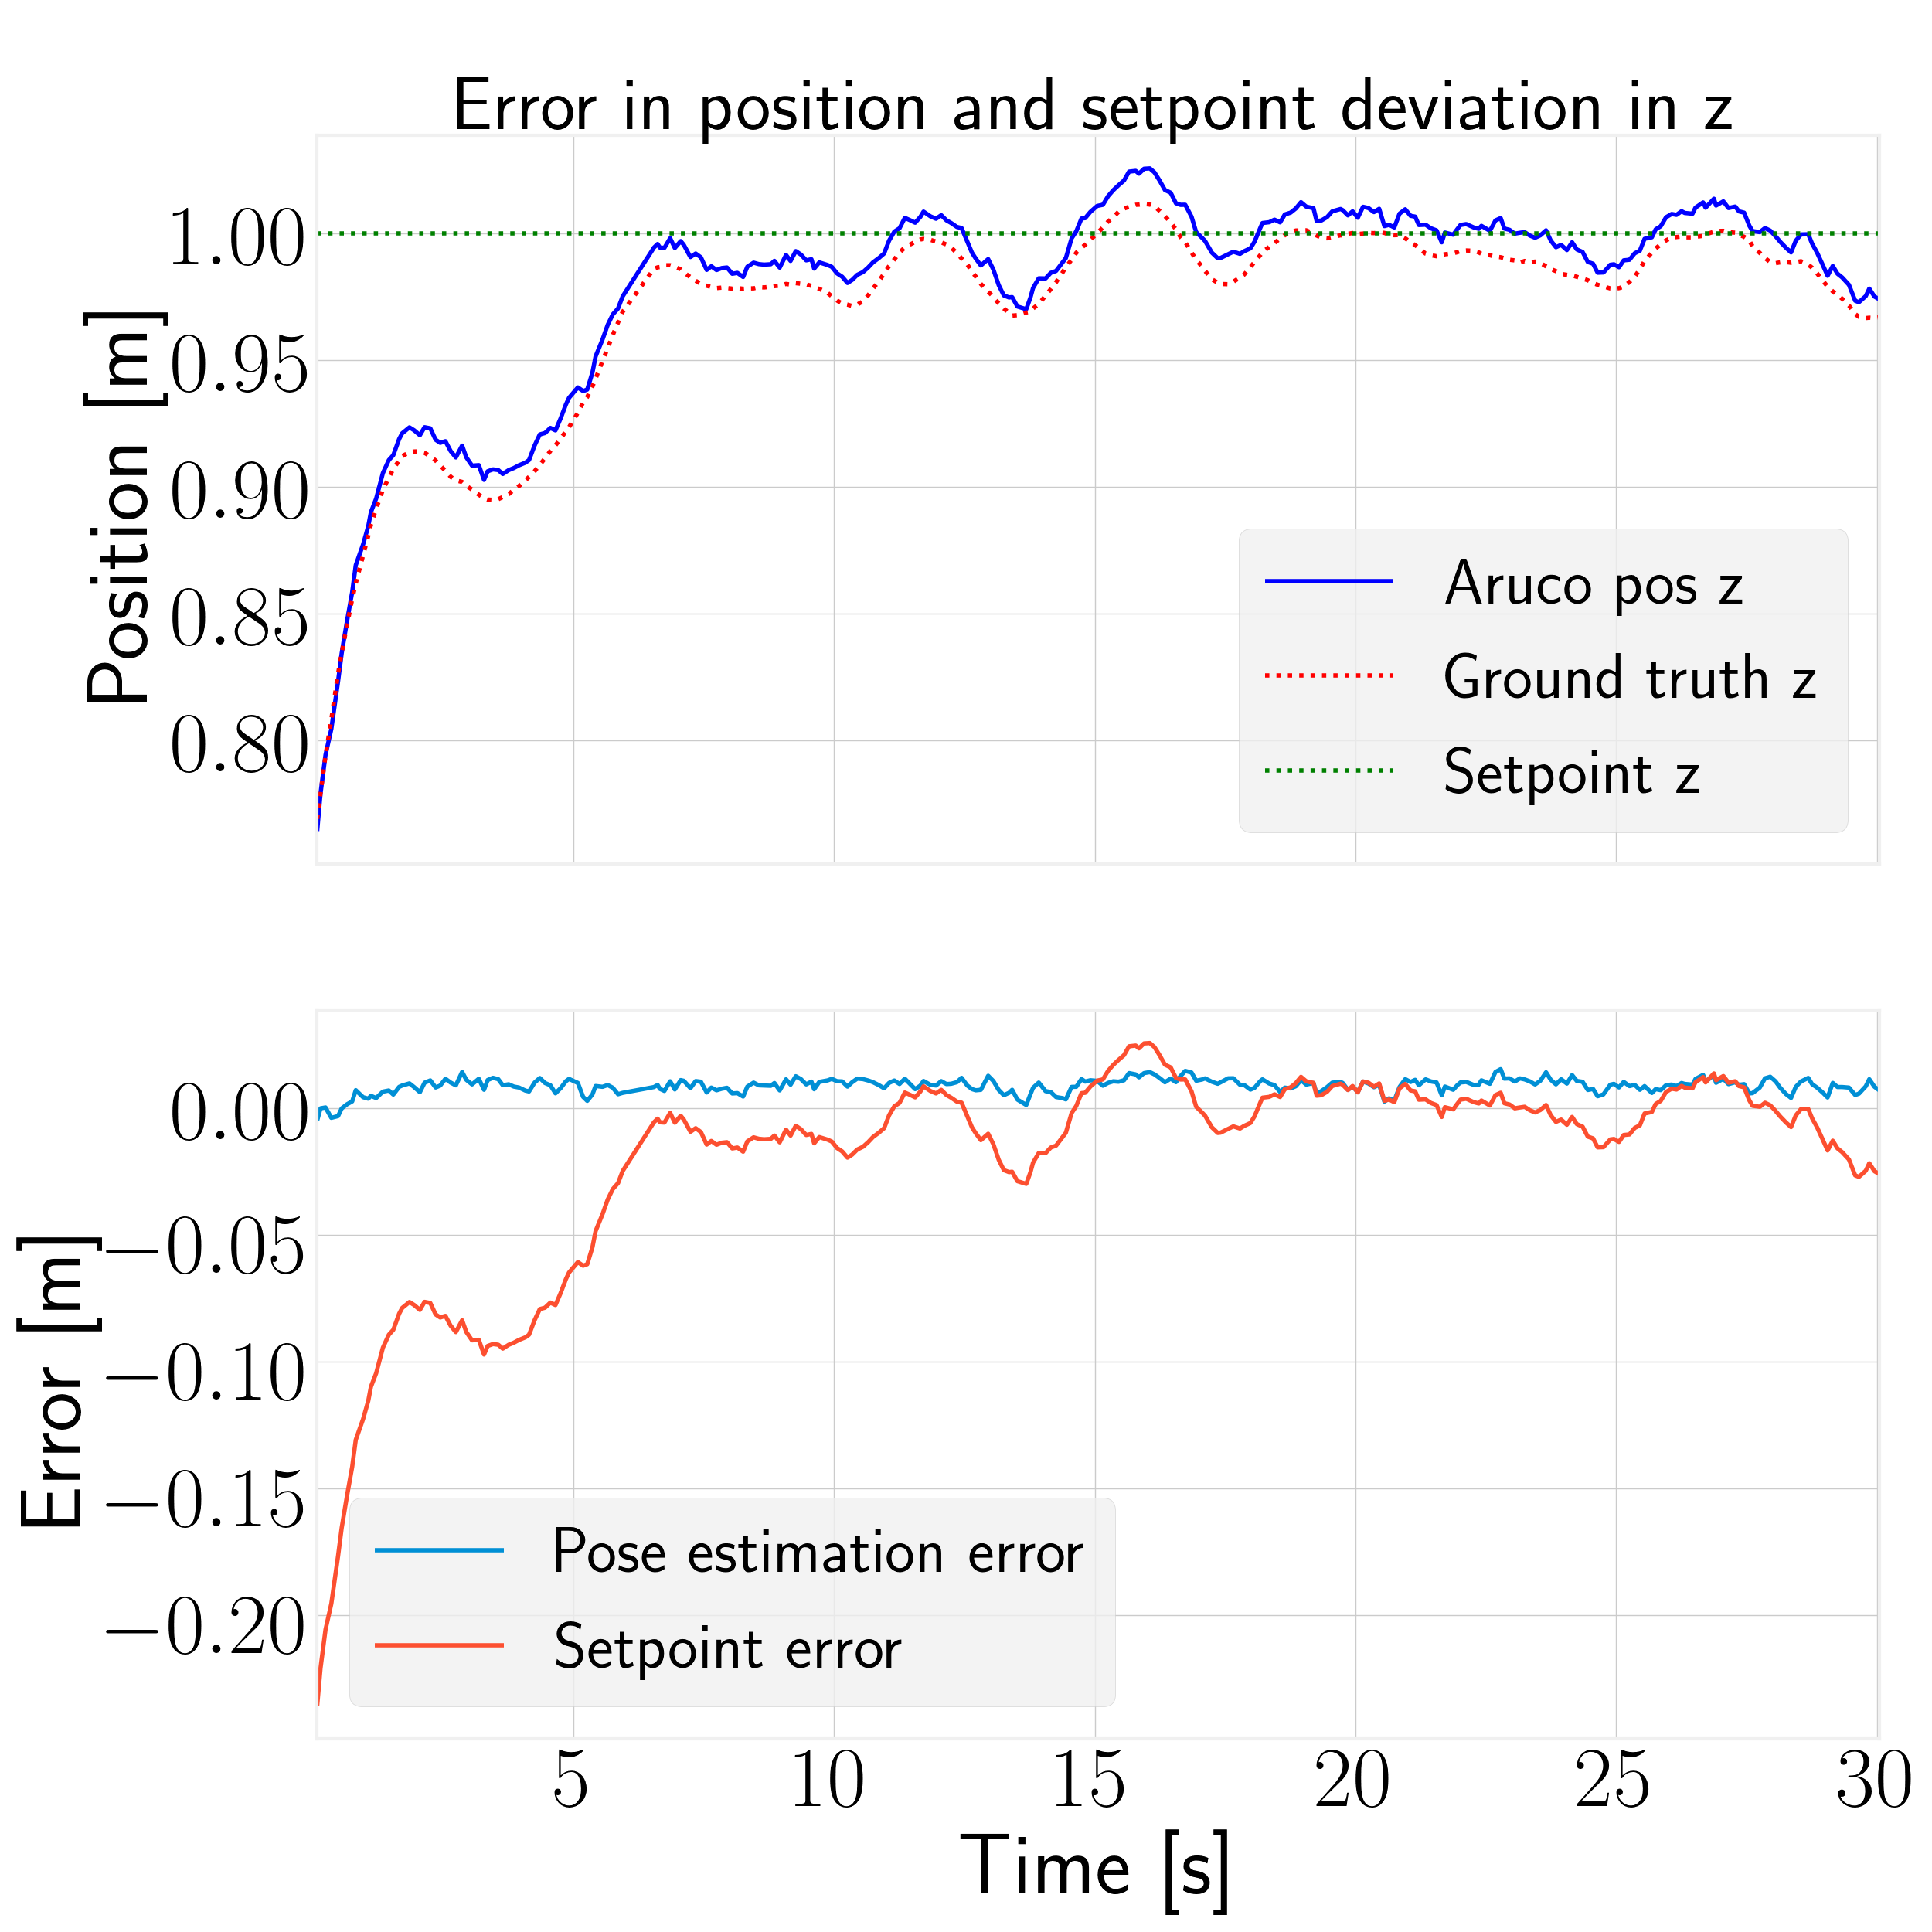 Error in position and setpoint deviation in z
Position [m]
1.00
0.95
0.90
0.85
0.80
Aruco pos z
Ground truth z
Setpoint z
Error [m]
0.00
−0.05
−0.10
−0.15
−0.20
Pose estimation error
Setpoint error
5 10 15 20 25 30
Time [s]